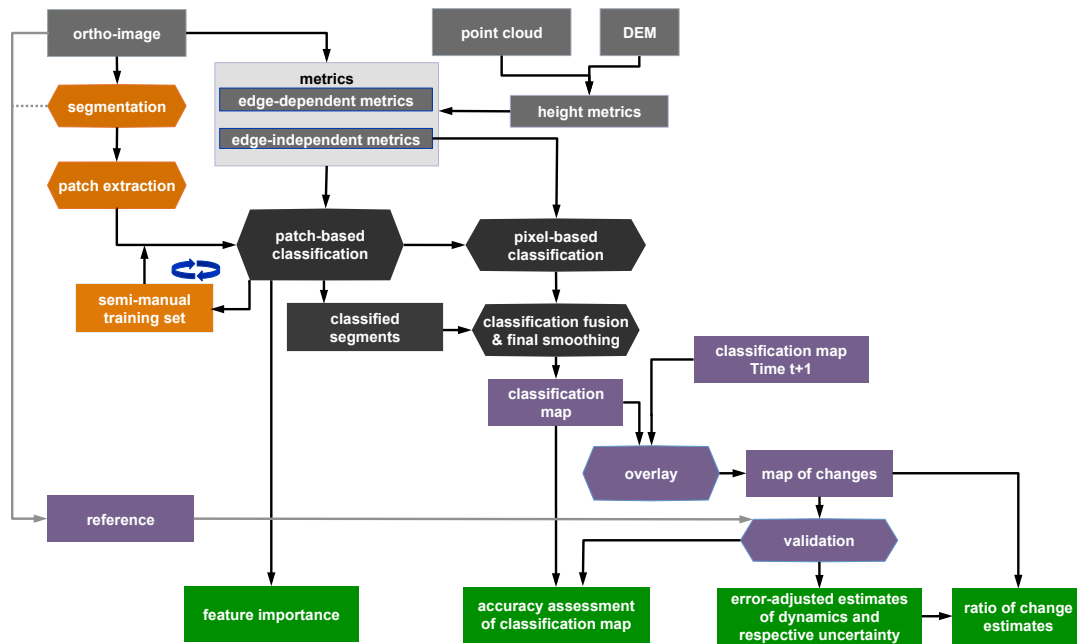 ortho-image
point cloud
DEM
metrics
edge-dependent metrics
height metrics
segmentation
edge-independent metrics
patch extraction
patch-based
classification
pixel-based
classification
semi-manual
training set
classified
segments
classification fusion
& final smoothing
classification map
Time t+1
classification
map
overlay
map of changes
reference
validation
feature importance
accuracy assessment
of classification map
error-adjusted estimates
of dynamics and
respective uncertainty
ratio of change
estimates